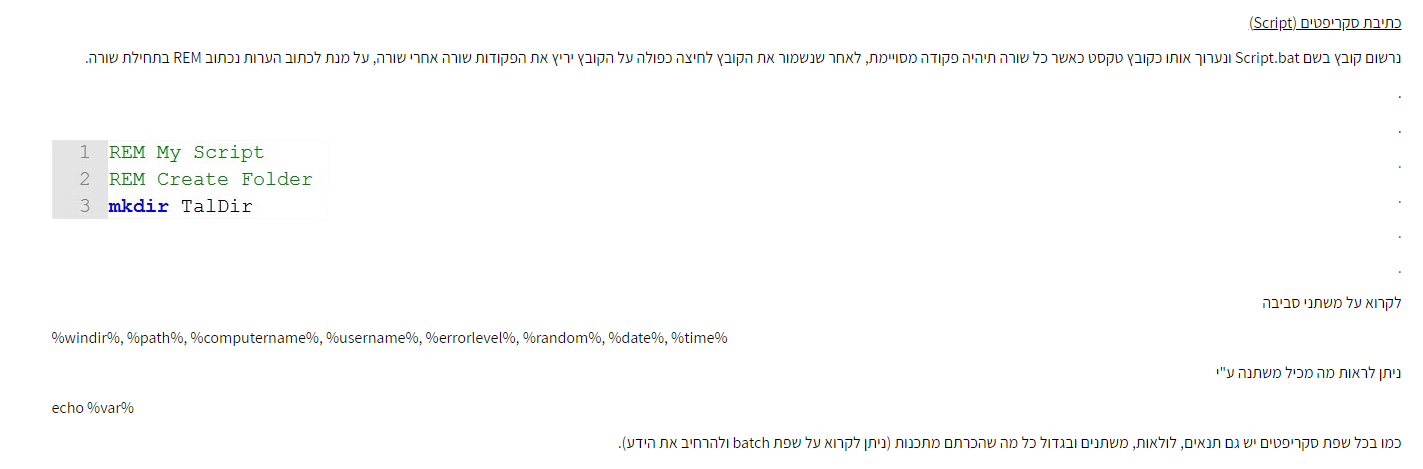 כתיבת סקריפטים (Script)
נרשום קובץ בשם Script.bat ונערוך אותו כקובץ טקסט כאשר כל שורה תיהיה פקודה מסויימת, לאחר שנשמור את הקובץ לחיצה כפולה על הקובץ יריץ את הפקודות שורה אחרי שורה, על מנת לכתוב הערות נכתוב REM בתחילת שורה.
.
.
1 REM My Script
.
2 REM Create Folder
3 mkdir TalDir
.
.
.
לקרוא על משתני סביבה
%windir%, %path%, %computername%, %username%, %errorlevel%, %random%, %date%, %time%
ניתן לראות מה מכיל משתנה ע"י
echo %var%
כמו בכל שפת סקריפטים יש גם תנאים, לולאות, משתנים ובגדול כל מה שהכרתם מתכנות (ניתן לקרוא על שפת batch ולהרחיב את הידע).